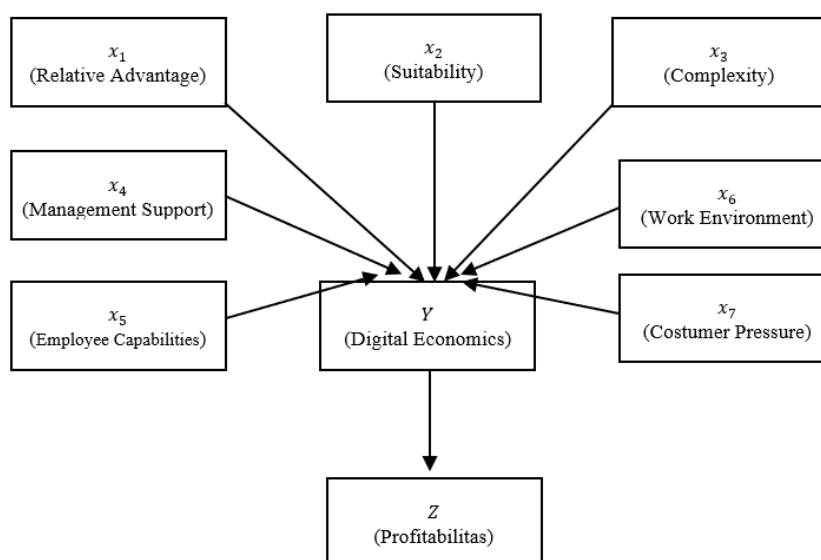 x₁
(Relative Advantage)
x₂
(Suitability)
x₃
(Complexity)
x₄
(Management Support)
x₆
(Work Environment)
x₅
(Employee Capabilities)
Y
(Digital Economics)
x₇
(Costumer Pressure)
Z
(Profitabilitas)